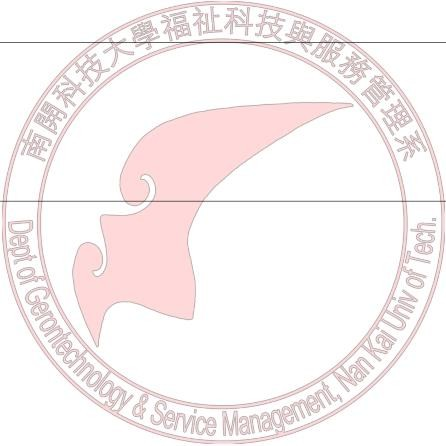 南開科技大學福祉科技與服務管理系
Dept of Gerontechnology & Service Management, Nan Kai Univ of Tech.